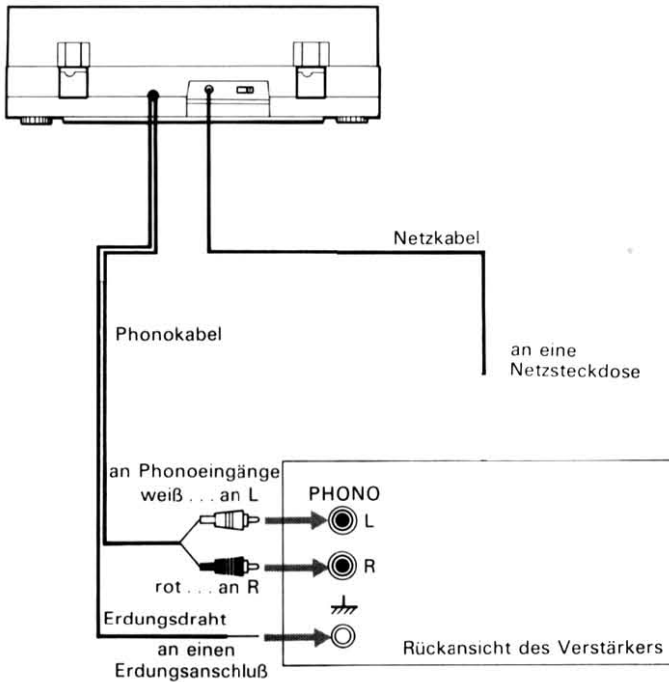 Netzkabel
Phonokabel
an eine
Netzsteckdose
an Phonoeingänge
weiß . . . an L
PHONO
L
R
rot . . . an R
Erdungsdraht
an einen
Erdungsanschluß
Rückansicht des Verstärkers